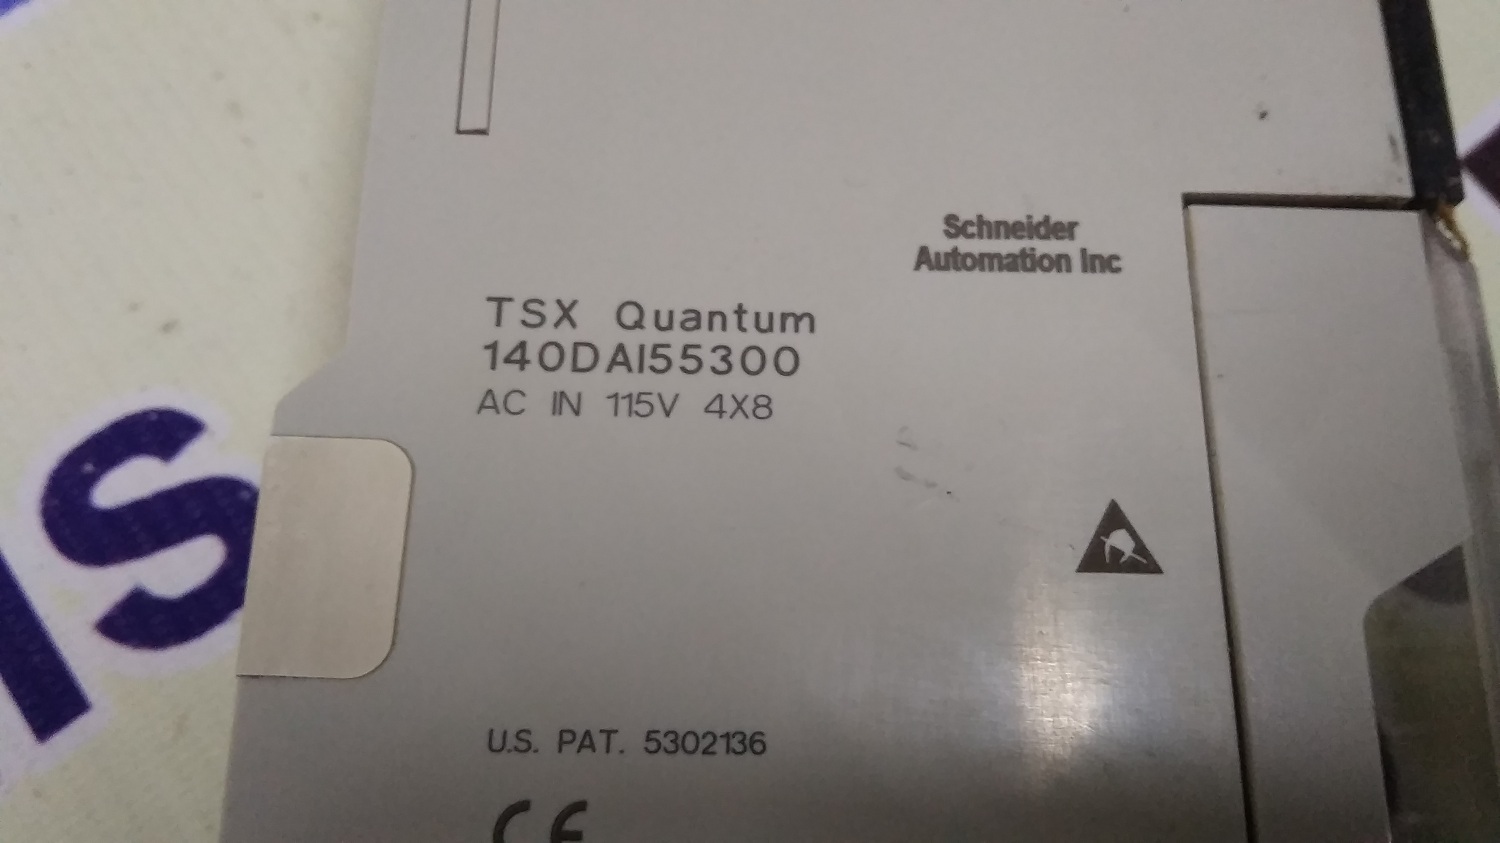 Schneider
Automation Inc
TSX Quantum
140DAI55300
AC IN 115V 4X8
U.S. PAT. 5302136
CE